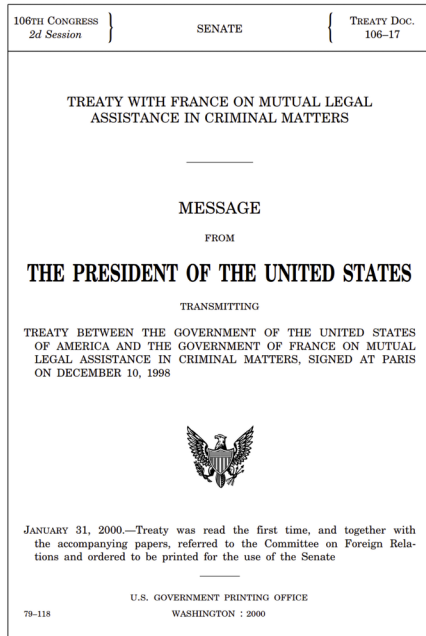 106TH CONGRESS
2d Session
SENATE
TREATY DOC.
106–17
TREATY WITH FRANCE ON MUTUAL LEGAL
ASSISTANCE IN CRIMINAL MATTERS
MESSAGE
FROM
THE PRESIDENT OF THE UNITED STATES
TRANSMITTING
TREATY BETWEEN THE GOVERNMENT OF THE UNITED STATES
OF AMERICA AND THE GOVERNMENT OF FRANCE ON MUTUAL
LEGAL ASSISTANCE IN CRIMINAL MATTERS, SIGNED AT PARIS
ON DECEMBER 10, 1998
JANUARY 31, 2000.—Treaty was read the first time, and together with
the accompanying papers, referred to the Committee on Foreign Rela-
tions and ordered to be printed for the use of the Senate
U.S. GOVERNMENT PRINTING OFFICE
79–118
WASHINGTON : 2000